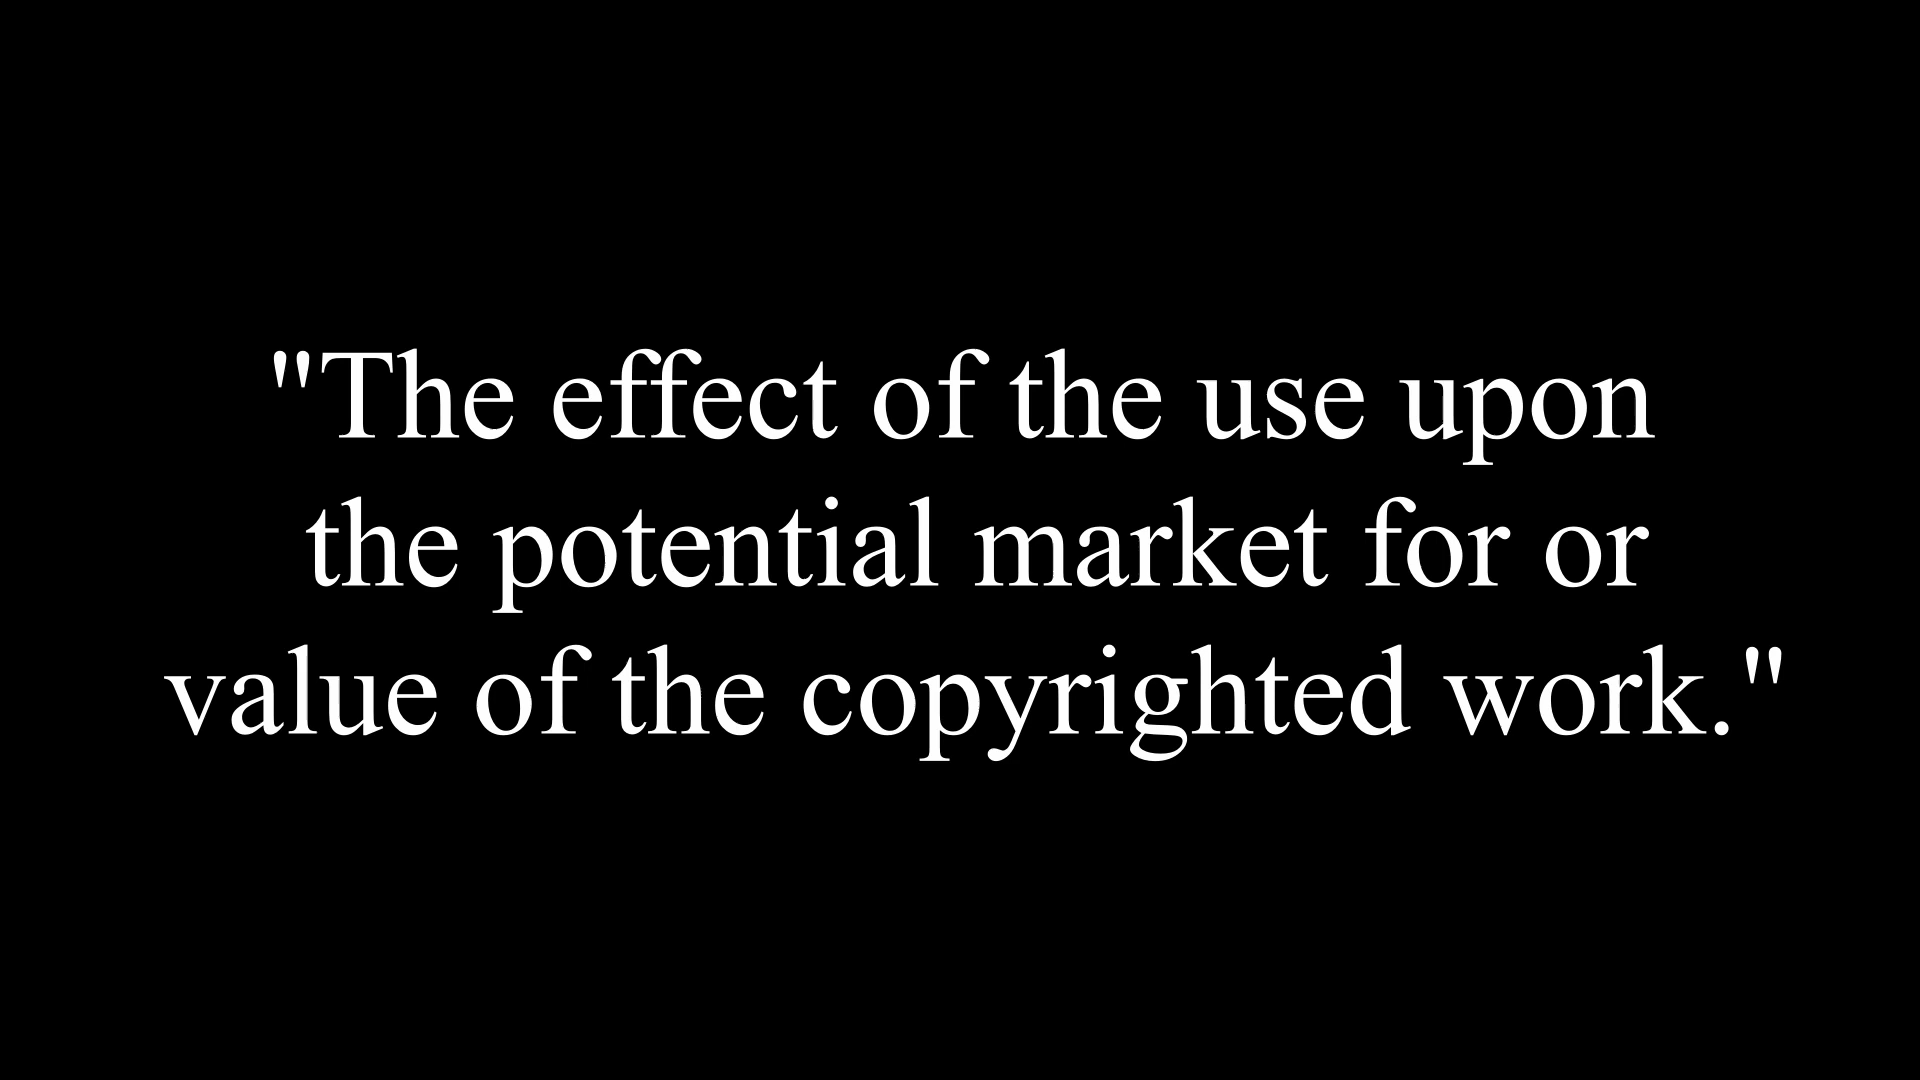 "The effect of the use upon
the potential market for or
value of the copyrighted work."